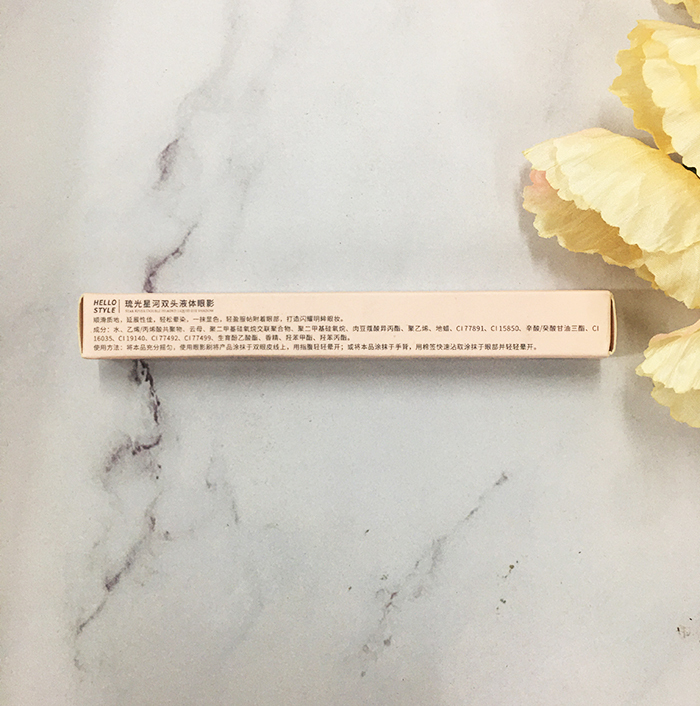 HELLO STYLE
琉光星河双头液体眼影
细滑质地，延展性佳，轻松晕染，一抹显色，轻盈服帖附着眼部，打造闪耀明眸眼妆。
成分：水、乙烯/丙烯酸共聚物、云母、聚二甲基硅氧烷交联聚合物、聚二甲基硅氧烷、肉豆蔻酸异丙酯、聚乙烯、地蜡、CI 77891、CI 15850、辛酸/癸酸甘油三酯、CI
16035、CI 19140、CI 77492、CI 77499、生育酚乙酸酯、香精、羟苯甲酯、羟苯丙酯。
使用方法：将本品充分摇匀，使用眼影刷将产品涂抹于双眼皮线上，用指腹轻轻晕开；或将本品涂抹于手背，用棉签快速沾取涂抹于眼部并轻轻晕开。